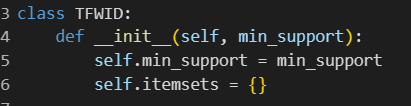 3 class TFWID:
4     def __init__(self, min_support):
5         self.min_support = min_support
6         self.itemsets = {}